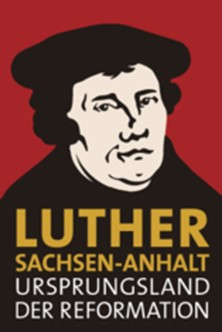 LUTHER
SACHSEN-ANHALT
URSPRUNGSLAND
DER REFORMATION